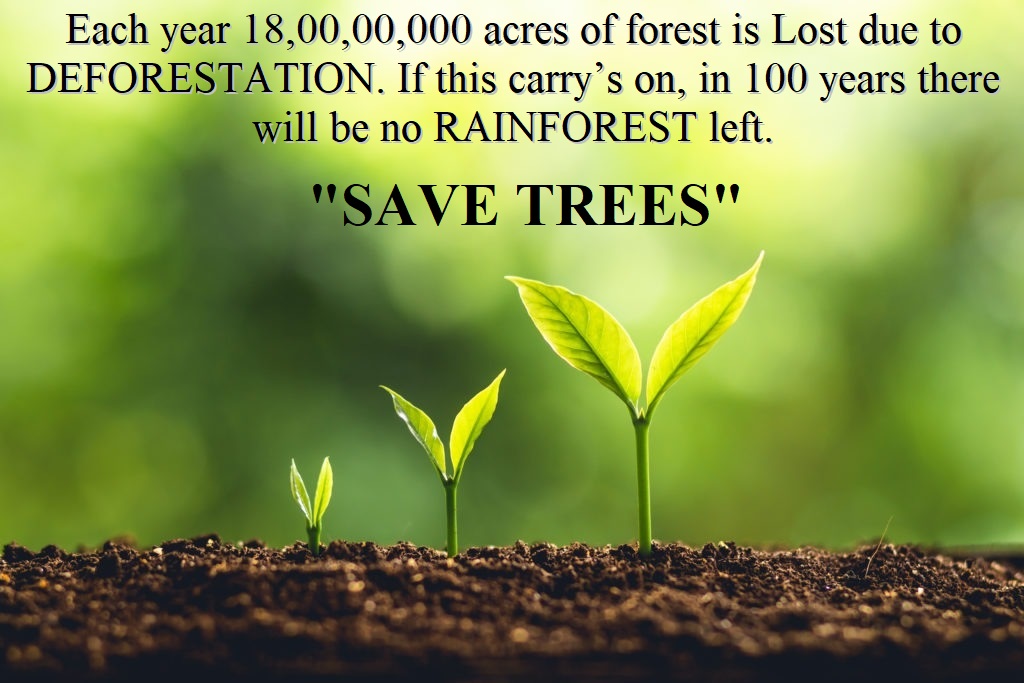 Each year 18,00,00,000 acres of forest is Lost due to
DEFORESTATION. If this carry’s on, in 100 years there
will be no RAINFOREST left.
"SAVE TREES"